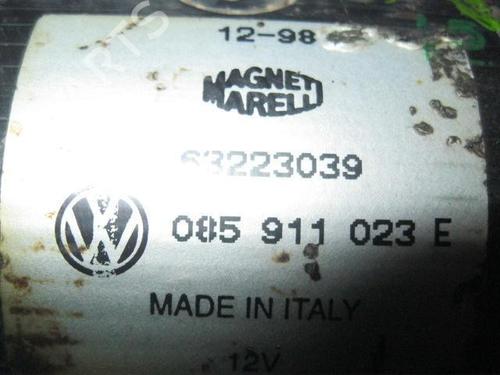 12-98
MAGNETI
MARELLI
63223039
085 911 023 E
MADE IN ITALY
12V